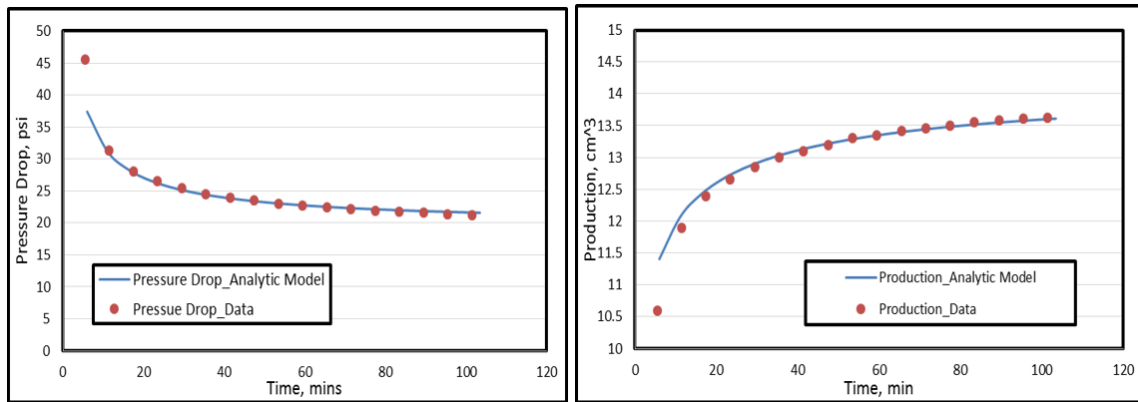 50
45
40
35
30
25
20
15
10
5
0
Pressure Drop, psi
Pressure Drop_Analytic Model
Pressue Drop_Data
0 20 40 60 80 100 120
Time, mins
15
14.5
14
13.5
13
12.5
12
11.5
11
10.5
10
Production, cm^3
Production_Analytic Model
Production_Data
0 20 40 60 80 100 120
Time, min